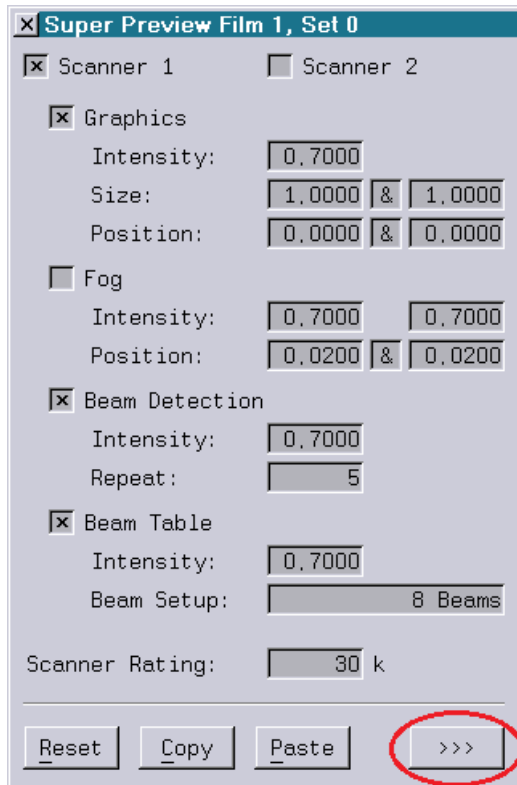 Super Preview Film 1, Set 0
Scanner 1 Scanner 2
Graphics
Intensity: 0,7000
Size: 1,0000 & 1,0000
Position: 0,0000 & 0,0000
Fog
Intensity: 0,7000 0,7000
Position: 0,0200 & 0,0200
Beam Detection
Intensity: 0,7000
Repeat: 5
Beam Table
Intensity: 0,7000
Beam Setup: 8 Beams
Scanner Rating: 30 k
Reset Copy Paste >>>